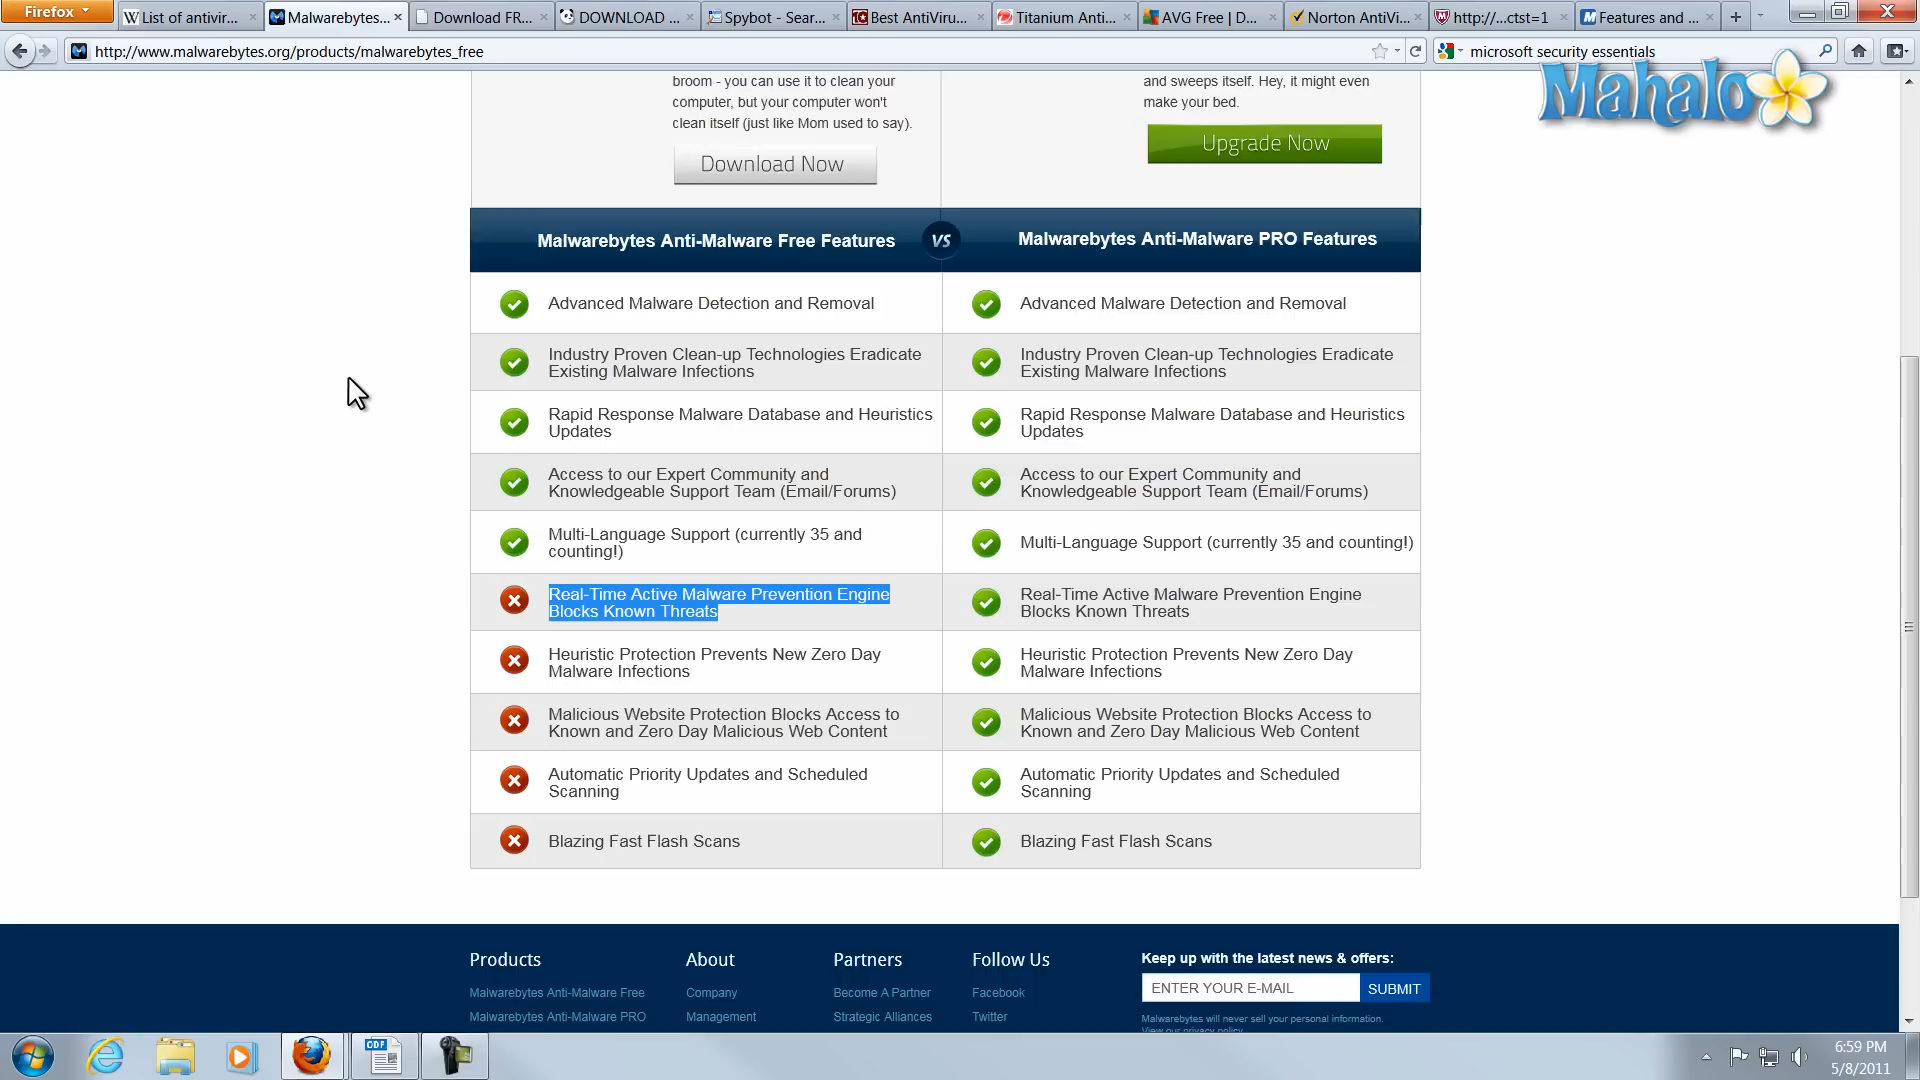 Firefox
List of antivir...
Malwarebytes...
Download FR...
DOWNLOAD ...
Spybot - Sear...
Best AntiViru...
Titanium Anti...
AVG Free | D...
Norton AntiVi...
http://...ctst=1
Features and ...
http://www.malwarebytes.org/products/malwarebytes_free
microsoft security essentials
Mahalo
broom - you can use it to clean your
computer, but your computer won't
clean itself (just like Mom used to say).
Download Now
and sweeps itself. Hey, it might even
make your bed.
Upgrade Now
Malwarebytes Anti-Malware Free Features
VS
Malwarebytes Anti-Malware PRO Features
Advanced Malware Detection and Removal
Advanced Malware Detection and Removal
Industry Proven Clean-up Technologies Eradicate
Existing Malware Infections
Industry Proven Clean-up Technologies Eradicate
Existing Malware Infections
Rapid Response Malware Database and Heuristics
Updates
Rapid Response Malware Database and Heuristics
Updates
Access to our Expert Community and
Knowledgeable Support Team (Email/Forums)
Access to our Expert Community and
Knowledgeable Support Team (Email/Forums)
Multi-Language Support (currently 35 and
counting!)
Multi-Language Support (currently 35 and counting!)
Real-Time Active Malware Prevention Engine
Blocks Known Threats
Real-Time Active Malware Prevention Engine
Blocks Known Threats
Heuristic Protection Prevents New Zero Day
Malware Infections
Heuristic Protection Prevents New Zero Day
Malware Infections
Malicious Website Protection Blocks Access to
Known and Zero Day Malicious Web Content
Malicious Website Protection Blocks Access to
Known and Zero Day Malicious Web Content
Automatic Priority Updates and Scheduled
Scanning
Automatic Priority Updates and Scheduled
Scanning
Blazing Fast Flash Scans
Blazing Fast Flash Scans
Products
Malwarebytes Anti-Malware Free
Malwarebytes Anti-Malware PRO
About
Company
Management
Partners
Become A Partner
Strategic Alliances
Follow Us
Facebook
Twitter
Keep up with the latest news & offers:
ENTER YOUR E-MAIL
SUBMIT
Malwarebytes will never sell your personal information.
View our privacy policy
ODF
6:59 PM
5/8/2011